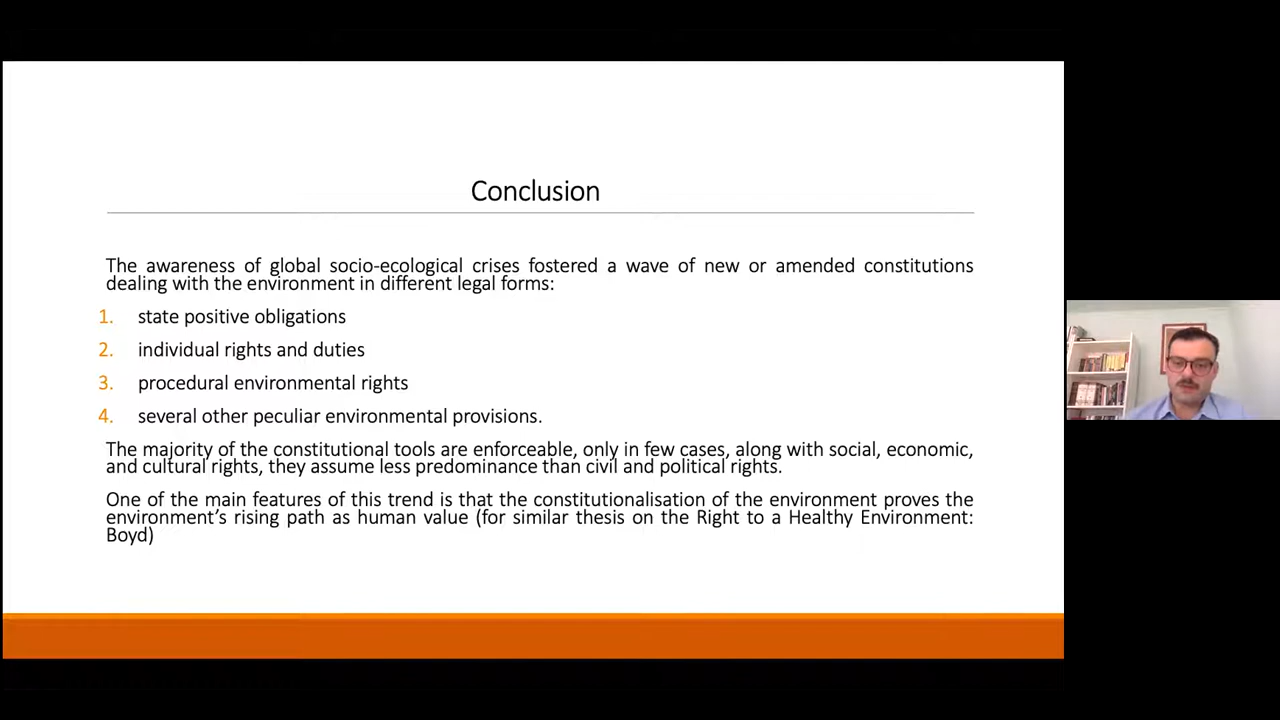 Conclusion
The awareness of global socio-ecological crises fostered a wave of new or amended constitutions
dealing with the environment in different legal forms:
1. state positive obligations
2. individual rights and duties
3. procedural environmental rights
4. several other peculiar environmental provisions.
The majority of the constitutional tools are enforceable, only in few cases, along with social, economic,
and cultural rights, they assume less predominance than civil and political rights.
One of the main features of this trend is that the constitutionalisation of the environment proves the
environment’s rising path as human value (for similar thesis on the Right to a Healthy Environment:
Boyd)